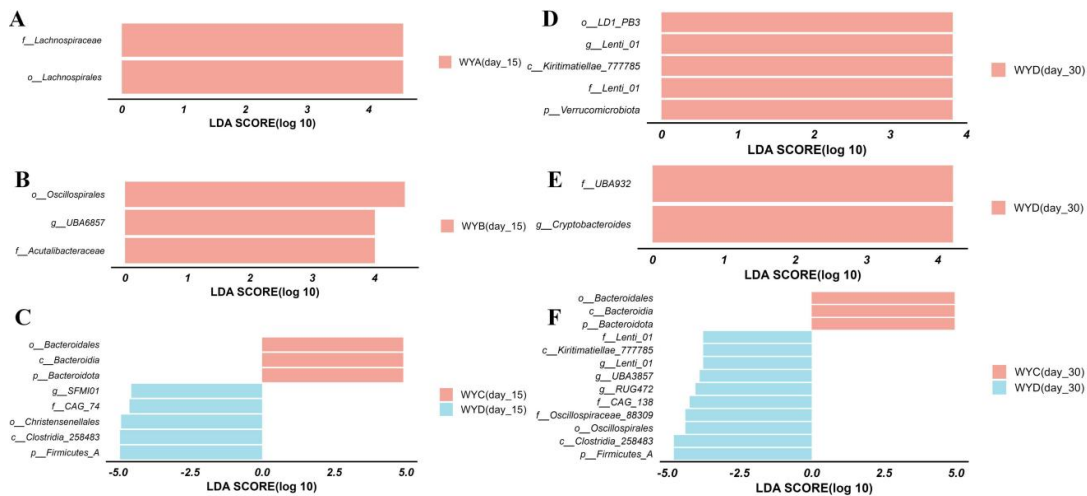 A
f__Lachnospiraceae
o__Lachnospirales
0 1 2 3 4
LDA SCORE(log 10)
WYA(day_15)
B
o__Oscillospirales
g__UBA6857
f__Acutalibacteraceae
0 1 2 3 4
LDA SCORE(log 10)
WYB(day_15)
C
o__Bacteroidales
c__Bacteroidia
p__Bacteroidota
g__SFMI01
f__CAG_74
o__Christensenellales
c__Clostridia_258483
p__Firmicutes_A
-5.0 -2.5 0.0 2.5 5.0
LDA SCORE(log 10)
WYC(day_15)
WYD(day_15)
D
o__LD1_PB3
g__Lenti_01
c__Kiritimatiellae_777785
f__Lenti_01
p__Verrucomicrobiota
0 1 2 3 4
LDA SCORE(log 10)
WYD(day_30)
E
f__UBA932
g__Cryptobacteroides
0 1 2 3 4
LDA SCORE(log 10)
WYD(day_30)
F
o__Bacteroidales
c__Bacteroidia
p__Bacteroidota
f__Lenti_01
c__Kiritimatiellae_777785
g__Lenti_01
g__UBA3857
g__RUG472
f__CAG_138
f__Oscillospiraceae_88309
o__Oscillospirales
c__Clostridia_258483
p__Firmicutes_A
-5.0 -2.5 0.0 2.5 5.0
LDA SCORE(log 10)
WYC(day_30)
WYD(day_30)